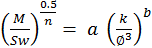 (M/Sw)^(0.5/n) = a (k/Ø^3)^b